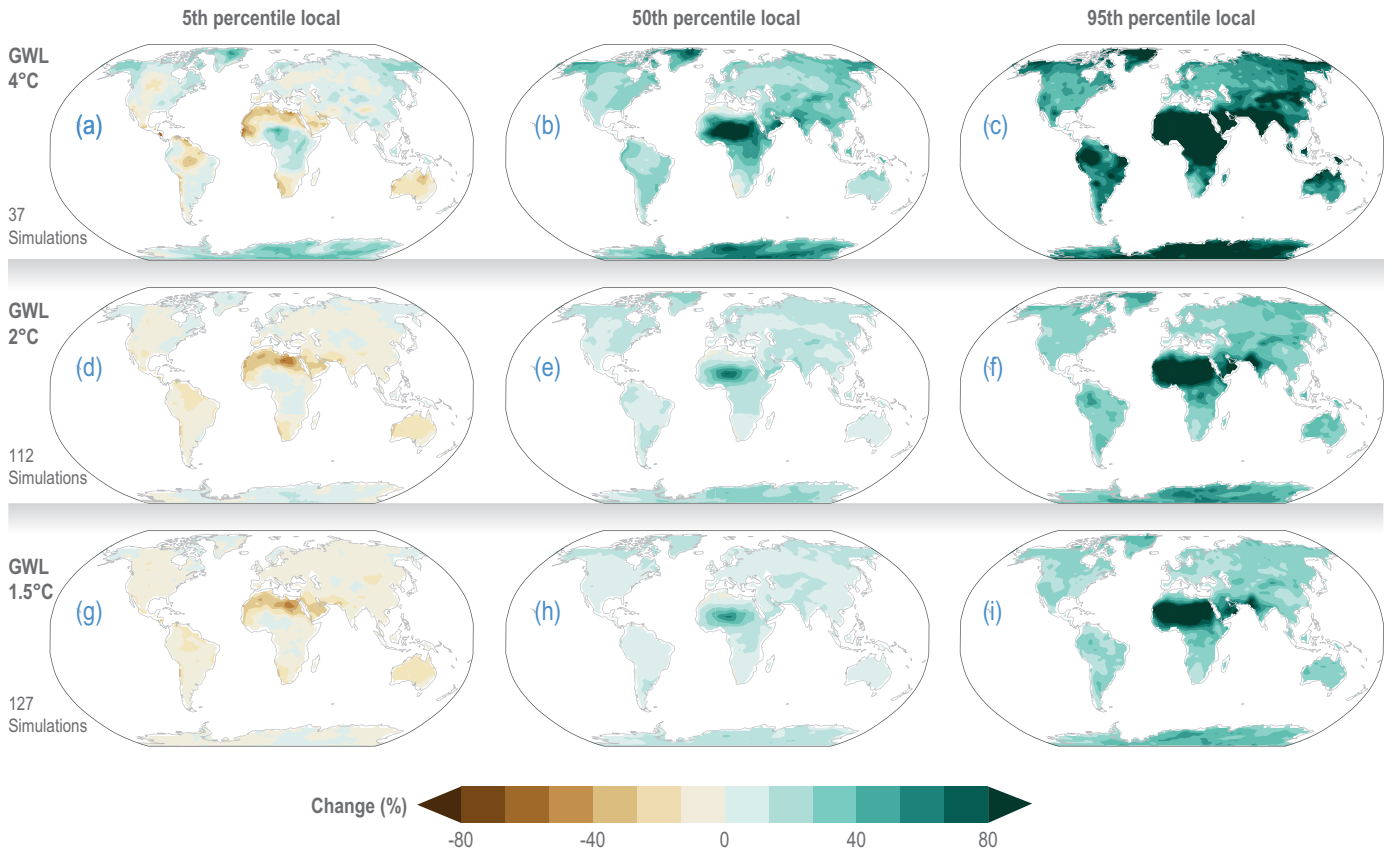 5th percentile local
50th percentile local
95th percentile local
GWL
4°C
(a)
(b)
(c)
37
Simulations
GWL
2°C
(d)
(e)
(f)
112
Simulations
GWL
1.5°C
(g)
(h)
(i)
127
Simulations
Change (%)
-80
-40
0
40
80